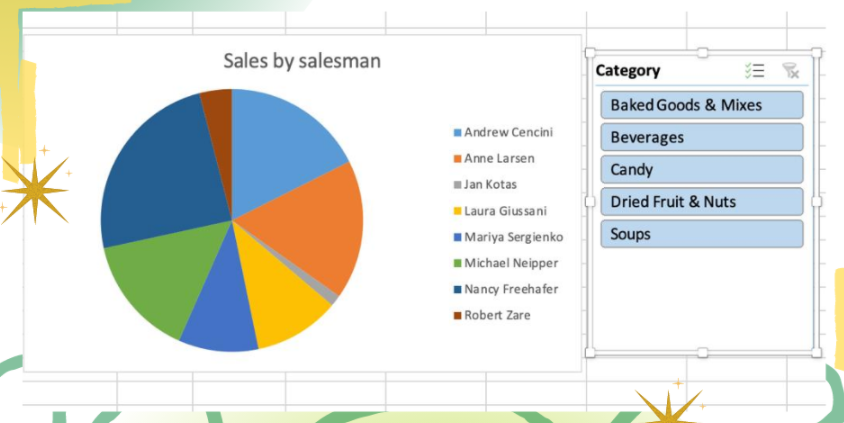 Sales by salesman
Andrew Cencini
Anne Larsen
Jan Kotas
Laura Giussani
Mariya Sergienko
Michael Neipper
Nancy Freehafer
Robert Zare
Category
Baked Goods & Mixes
Beverages
Candy
Dried Fruit & Nuts
Soups